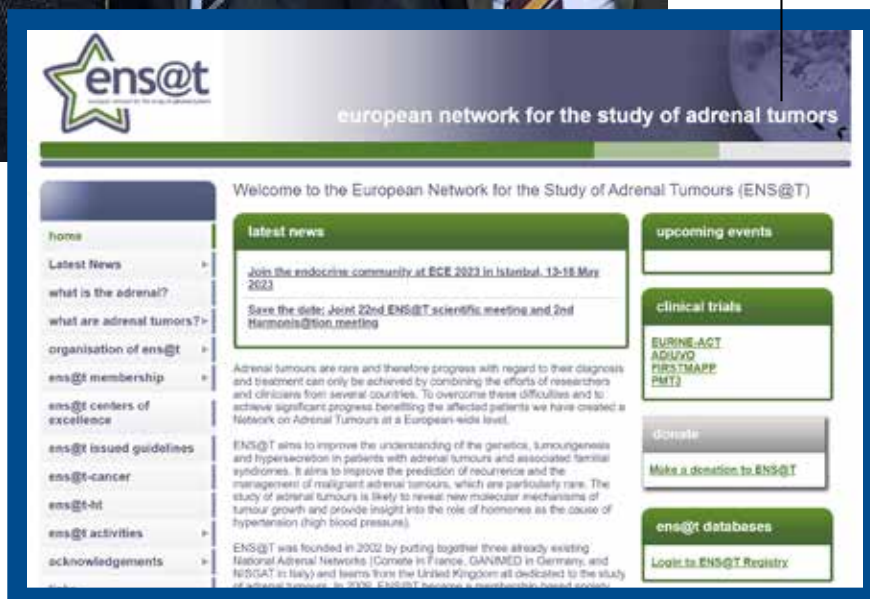 ens@t
european network for the study of adrenal tumors
Welcome to the European Network for the Study of Adrenal Tumours (ENS@T)
home
Latest News
what is the adrenal?
what are adrenal tumors?
organisation of ens@t
ens@t membership
ens@t centers of
excellence
ens@t issued guidelines
ens@t-cancer
ens@t-ht
ens@t activities
acknowledgements
latest news
Join the endocrine community at ECE 2023 in Istanbul, 13-16 May
2023
Save the date: Joint 22nd ENS@T scientific meeting and 2nd
Harmonis@tion meeting
Adrenal tumours are rare and therefore progress with regard to their diagnosis
and treatment can only be achieved by combining the efforts of researchers
and clinicians from several countries. To overcome these difficulties and to
achieve significant progress benefitting the affected patients we have created a
Network on Adrenal Tumours at a European-wide level.
ENS@T aims to improve the understanding of the genetics, tumourigenesis
and hypersecretion in patients with adrenal tumours and associated familial
syndromes. It aims to improve the prediction of recurrence and the
management of malignant adrenal tumours, which are particularly rare. The
study of adrenal tumours is likely to reveal new molecular mechanisms of
tumour growth and provide insight into the role of hormones as the cause of
hypertension (high blood pressure).
ENS@T was founded in 2002 by putting together three already existing
National Adrenal Networks (Comete in France, GANIMED in Germany, and
NISGAT in Italy) and teams from the United Kingdom all dedicated to the study
of adrenal tumours. In 2009, ENS@T became a membership-based society
upcoming events
clinical trials
EURINE-ACT
ADIUVO
FIRSTMAPP
PMT3
donate
Make a donation to ENS@T
ens@t databases
Login to ENS@T Registry